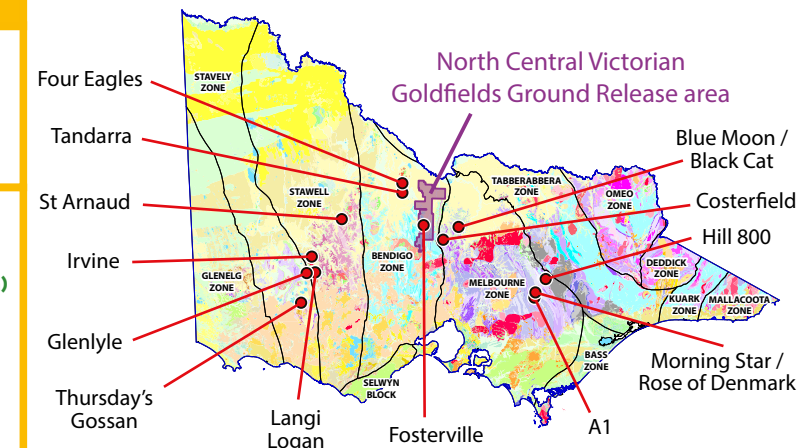 North Central Victorian
Goldfields Ground Release area
Four Eagles
Tandarra
St Arnaud
Irvine
Glenlyle
Thursday's
Gossan
Langi
Logan
Fosterville
A1
Morning Star /
Rose of Denmark
Hill 800
Costerfield
Blue Moon /
Black Cat
STAVELY
ZONE
STAWELL
ZONE
GLENELG
ZONE
BENDIGO
ZONE
SELWYN
BLOCK
MELBOURNE
ZONE
TABBERABBERA
ZONE
OMEO
ZONE
DEDDICK
ZONE
KUARK
ZONE
MALLACOOTA
ZONE
BASS
ZONE
)